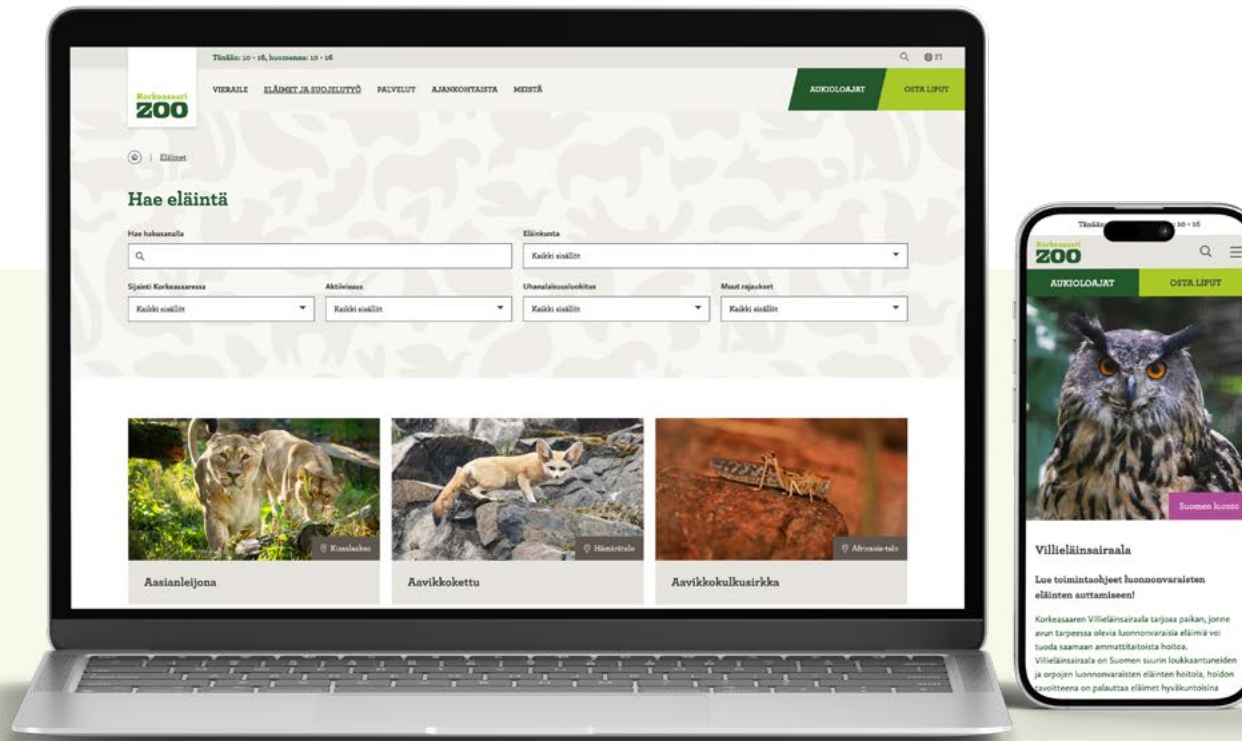 Tänään: 10 - 16, huomenna: 10 - 16
FI
Korkeasaari
ZOO
VIERAILE ELÄIMET JA SUOJELUTYÖ PALVELUT AJANKOHTAISTA MEISTÄ
AUKIOLOAJAT OSTA LIPUT
| Eläimet
Hae eläintä
Hae hakusanalla Eläinkunta
Kaikki sisällöt
Sijainti Korkeasaaressa Aktiivisuus Uhanalaisuusluokitus Muut rajaukset
Kaikki sisällöt Kaikki sisällöt Kaikki sisällöt Kaikki sisällöt
Kissalaakso Hämärätalo Africasia-talo
Aasianleijona Aavikkokettu Aavikkokulkusirkka
10 - 16
Korkeasaari
ZOO
AUKIOLOAJAT OSTA LIPUT
Suomen luonto
Villieläinsairaala
Lue toimintaohjeet luonnonvaraisten
eläinten auttamiseen!
Korkeasaaren Villieläinsairaala tarjoaa paikan, jonne
avun tarpeessa olevia luonnonvaraisia eläimiä voi
tuoda saamaan ammattitaitoista hoitoa.
Villieläinsairaala on Suomen suurin loukkaantuneiden
ja orpojen luonnonvaraisten eläinten hoitola, hoidon
tavoitteena on palauttaa eläimet hyväkuntoisina